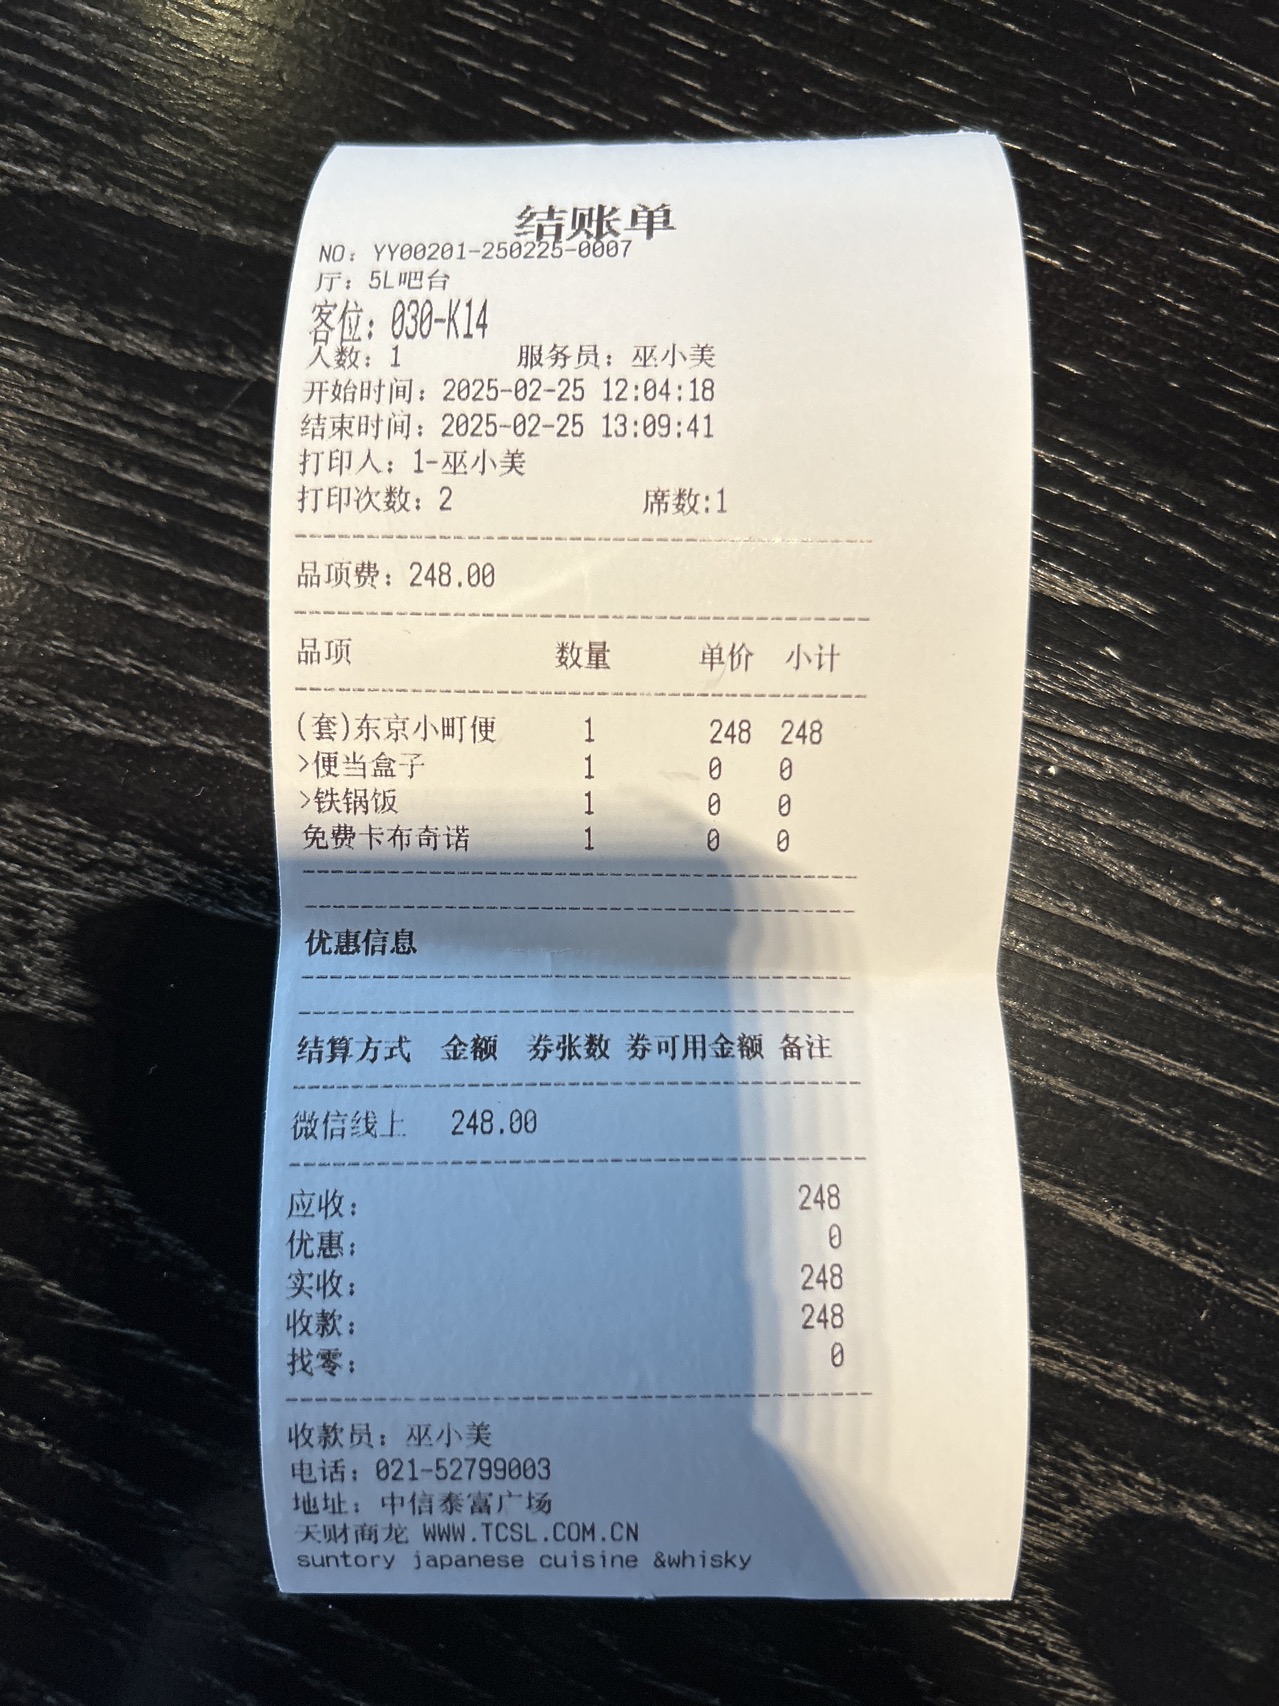 结账单
NO: YY00201-250225-0007
厅: 5L吧台
客位: 030-K14
人数: 1 服务员: 巫小美
开始时间: 2025-02-25 12:04:18
结束时间: 2025-02-25 13:09:41
打印人: 1-巫小美
打印次数: 2 席数:1
品项费: 248.00
品项 数量 单价 小计
(套)东京小町便 1 248 248
>便当盒子 1 0 0
>铁锅饭 1 0 0
免费卡布奇诺 1 0 0
优惠信息
结算方式 金额 券张数 券可用金额 备注
微信线上 248.00
应收: 248
优惠: 0
实收: 248
收款: 248
找零: 0
收款员: 巫小美
电话: 021-52799003
地址: 中信泰富广场
天财商龙 WWW.TCSL.COM.CN
suntory japanese cuisine &whisky